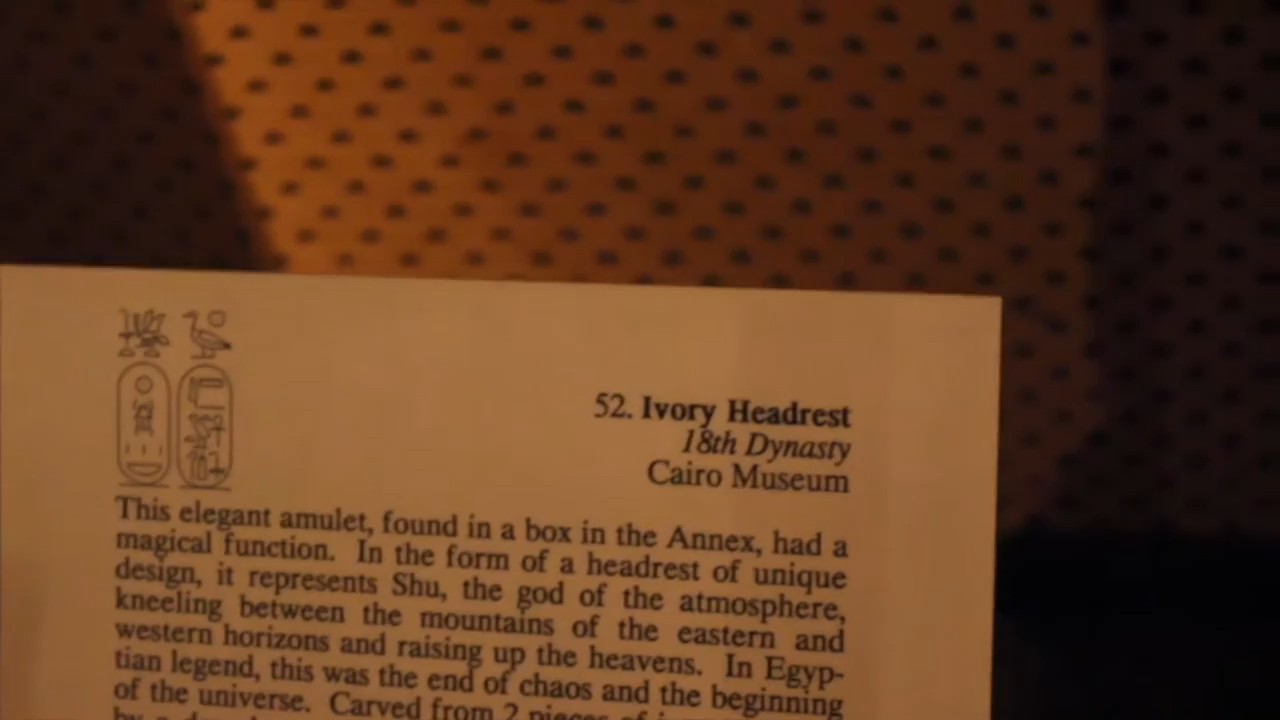 52. Ivory Headrest
18th Dynasty
Cairo Museum
This elegant amulet, found in a box in the Annex, had a
magical function. In the form of a headrest of unique
design, it represents Shu, the god of the atmosphere,
kneeling between the mountains of the eastern and
western horizons and raising up the heavens. In Egyp-
tian legend, this was the end of chaos and the beginning
of the universe. Carved from 2 pieces of